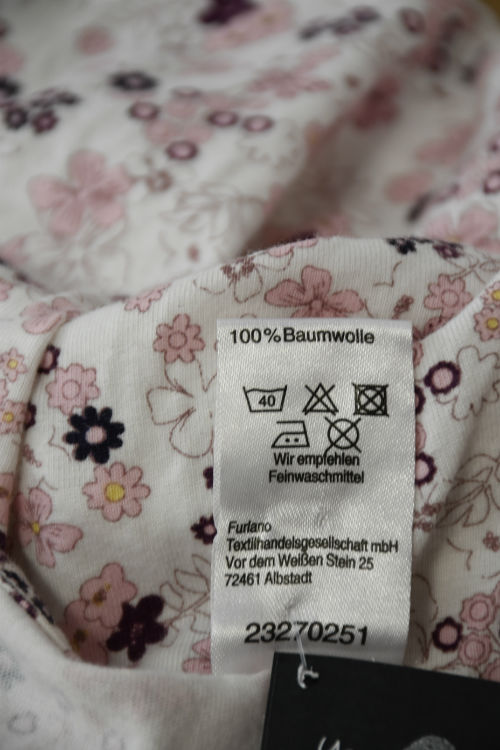 100%Baumwolle
40
Wir empfehlen
Feinwaschmittel
Furlano
Textilhandelsgesellschaft mbH
Vor dem Weißen Stein 25
72461 Albstadt
23270251